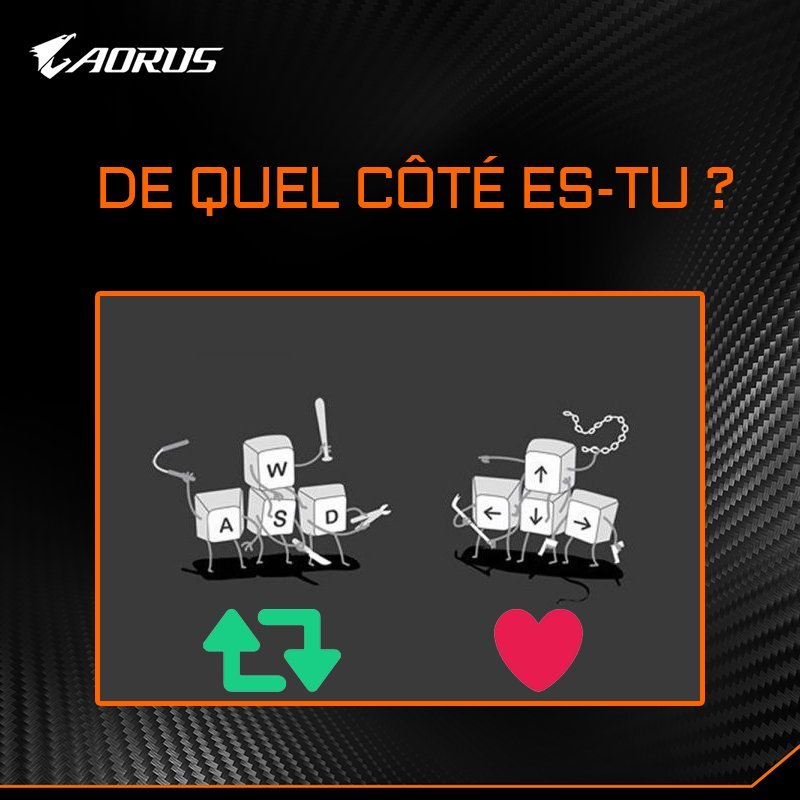 AORUS
DE QUEL CÔTÉ ES-TU ?
W
A S D
↑
← ↓ →